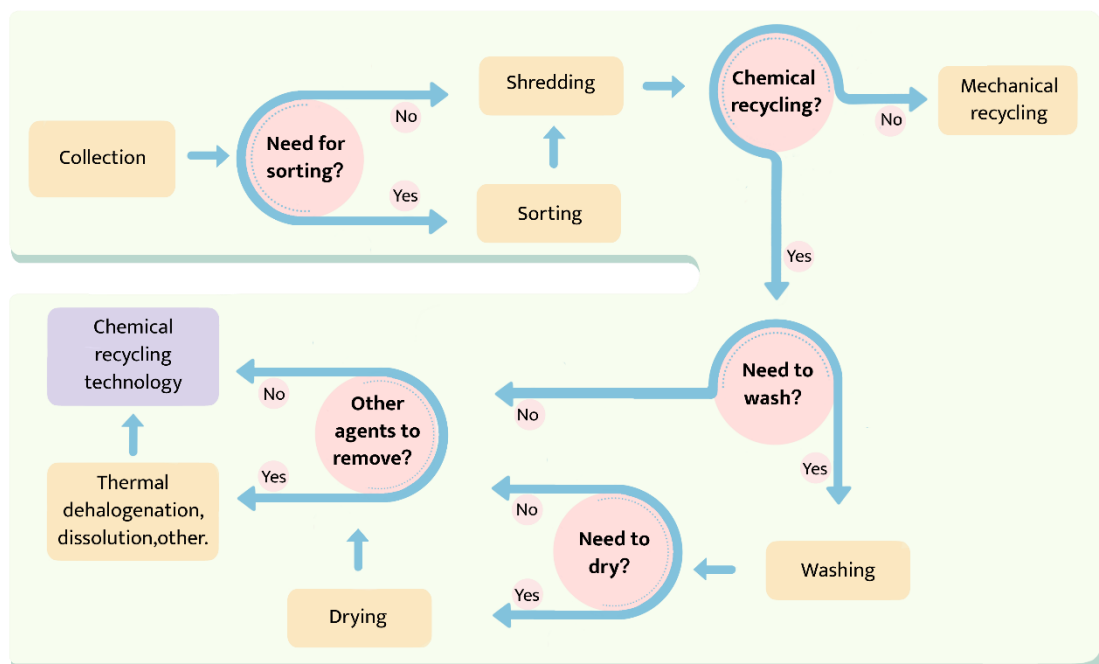 Collection
Need for
sorting?
No
Yes
Shredding
Sorting
Chemical
recycling?
No
Mechanical
recycling
Yes
Need to
wash?
No
Yes
Washing
Need to
dry?
No
Yes
Drying
Other
agents to
remove?
No
Yes
Chemical
recycling
technology
Thermal
dehalogenation,
dissolution,other.